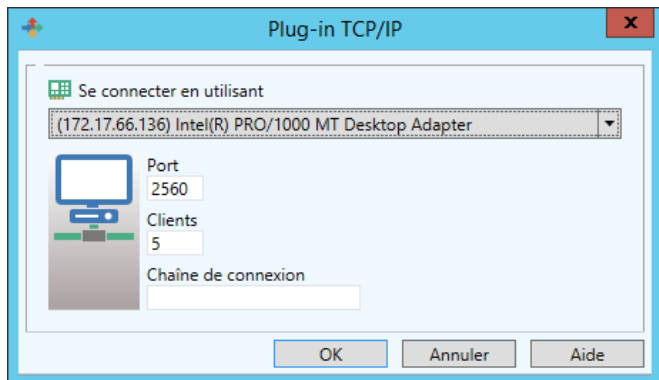 Plug-in TCP/IP
x
Se connecter en utilisant
(172.17.66.136) Intel(R) PRO/1000 MT Desktop Adapter
Port
2560
Clients
5
Chaîne de connexion
OK Annuler Aide